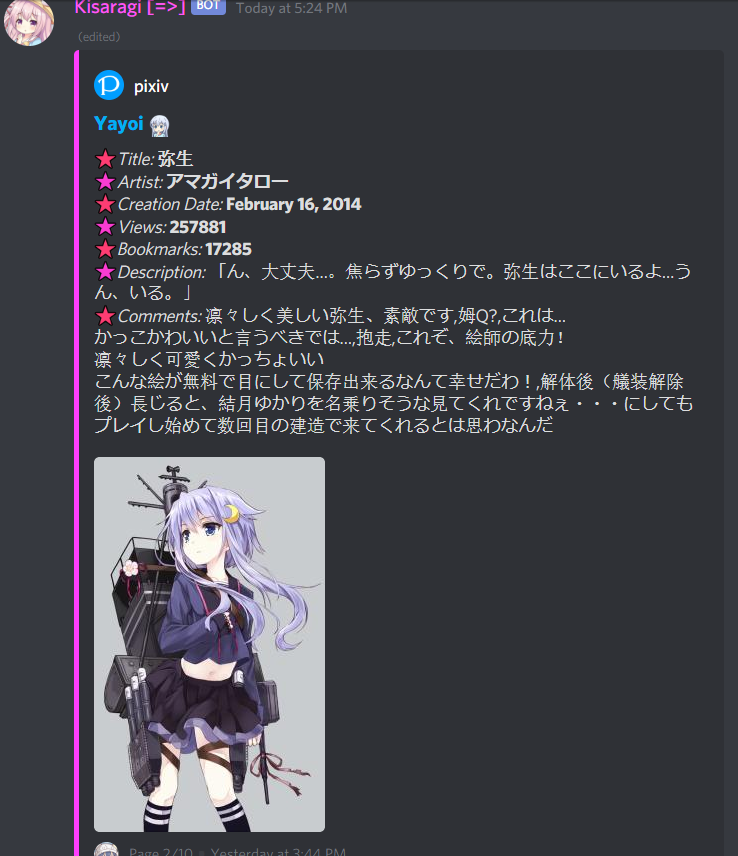 Kisaragi [=>] BOT Today at 5:24 PM
(edited)
pixiv
Yayoi
Title: 弥生
Artist: アマガイタロー
Creation Date: February 16, 2014
Views: 257881
Bookmarks: 17285
Description: 「ん、大丈夫…。焦らずゆっくりで。弥生はここにいるよ…う
ん、いる。」
Comments: 凛々しく美しい弥生、素敵です,姆Q?,これは…
かっこかわいいと言うべきでは…,抱走,これぞ、絵師の底力！
凛々しく可愛くかっちょいい
こんな絵が無料で目にして保存出来るなんて幸せだわ！,解体後（艤装解除
後）長じると、結月ゆかりを名乗りそうな見てくれですねぇ・・・にしても
プレイし始めて数回目の建造で来てくれるとは思わなんだ
Page 2/10 • Yesterday at 3:44 PM